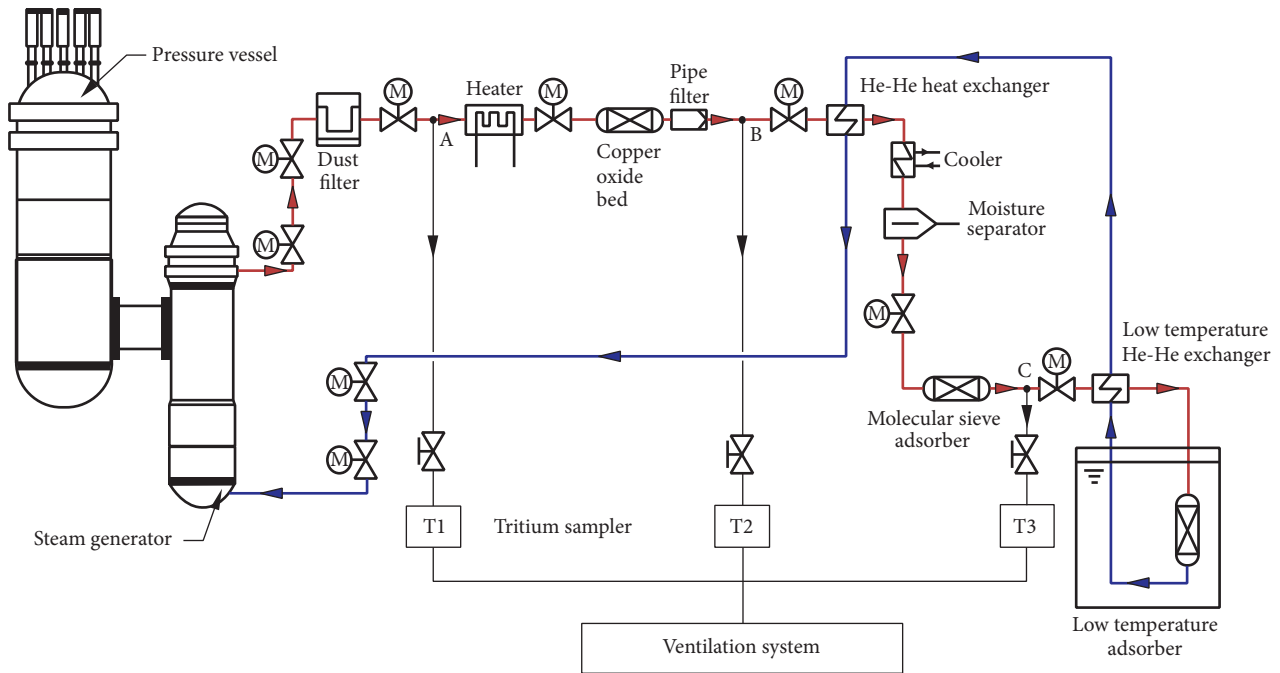 Pressure vessel
M
M
Dust
filter
M
A
Heater
M
Copper
oxide
bed
Pipe
filter
B
M
He-He heat exchanger
Cooler
Moisture
separator
M
Molecular sieve
adsorber
C
M
Low temperature
He-He exchanger
M
M
Steam generator
T1
Tritium sampler
T2
T3
Low temperature
adsorber
Ventilation system